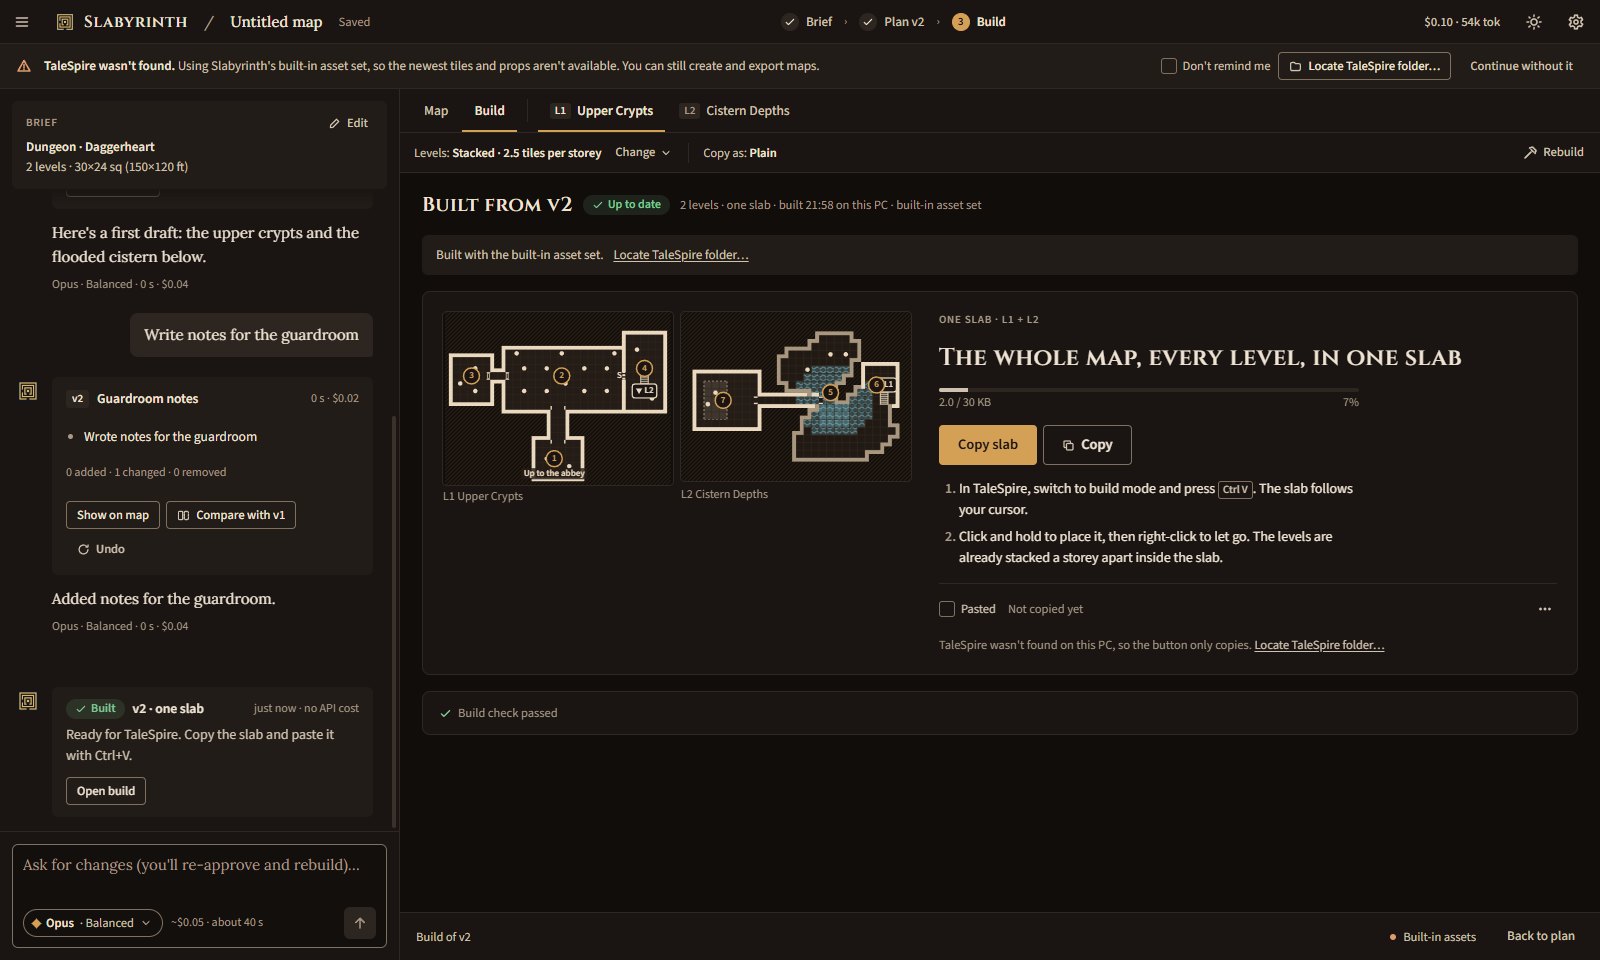 Slabyrinth / Untitled map Saved
Brief › Plan v2 › 3 Build
$0.10 · 54k tok
TaleSpire wasn't found. Using Slabyrinth's built-in asset set, so the newest tiles and props aren't available. You can still create and export maps.
Don't remind me
Locate TaleSpire folder...
Continue without it
BRIEF
Edit
Dungeon · Daggerheart
2 levels · 30×24 sq (150×120 ft)
Here's a first draft: the upper crypts and the
flooded cistern below.
Opus · Balanced · 0 s · $0.04
Write notes for the guardroom
v2 Guardroom notes 0 s · $0.02
Wrote notes for the guardroom
0 added · 1 changed · 0 removed
Show on map
Compare with v1
Undo
Added notes for the guardroom.
Opus · Balanced · 0 s · $0.04
Built v2 · one slab just now · no API cost
Ready for TaleSpire. Copy the slab and paste it
with Ctrl+V.
Open build
Ask for changes (you'll re-approve and rebuild)...
Opus · Balanced
~$0.05 · about 40 s
Map Build L1 Upper Crypts L2 Cistern Depths
Levels: Stacked · 2.5 tiles per storey Change Copy as: Plain
Rebuild
Built from v2 Up to date 2 levels · one slab · built 21:58 on this PC · built-in asset set
Built with the built-in asset set. Locate TaleSpire folder...
3
2
4
S
▼ L2
1
Up to the abbey
L1 Upper Crypts
7
5
6
L1
L2 Cistern Depths
ONE SLAB · L1 + L2
The whole map, every level, in one slab
2.0 / 30 KB 7%
Copy slab
Copy
1. In TaleSpire, switch to build mode and press Ctrl V. The slab follows
your cursor.
2. Click and hold to place it, then right-click to let go. The levels are
already stacked a storey apart inside the slab.
Pasted Not copied yet
TaleSpire wasn't found on this PC, so the button only copies. Locate TaleSpire folder...
Build check passed
Build of v2
Built-in assets
Back to plan